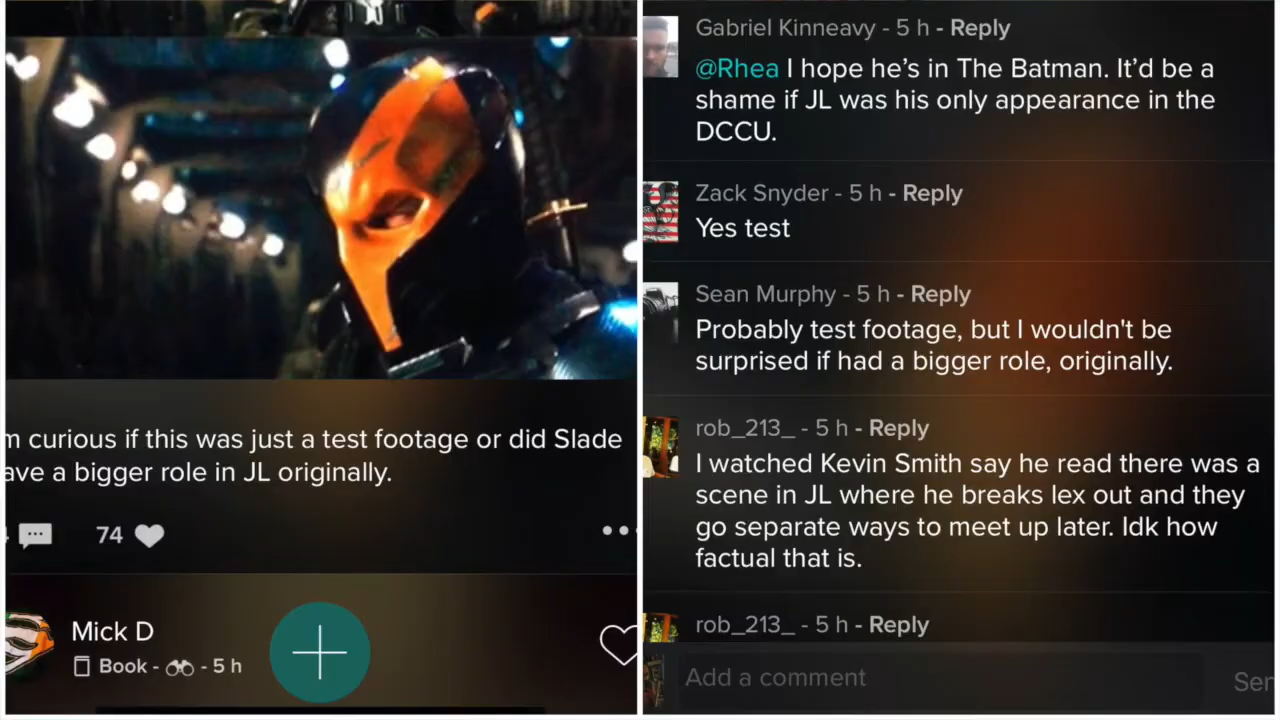 m curious if this was just a test footage or did Slade
ave a bigger role in JL originally.
74
Mick D
Book - - 5 h
Gabriel Kinneavy - 5 h - Reply
@Rhea I hope he’s in The Batman. It’d be a
shame if JL was his only appearance in the
DCCU.
Zack Snyder - 5 h - Reply
Yes test
Sean Murphy - 5 h - Reply
Probably test footage, but I wouldn't be
surprised if had a bigger role, originally.
rob_213_ - 5 h - Reply
I watched Kevin Smith say he read there was a
scene in JL where he breaks lex out and they
go separate ways to meet up later. Idk how
factual that is.
rob_213_ - 5 h - Reply
Add a comment
Ser